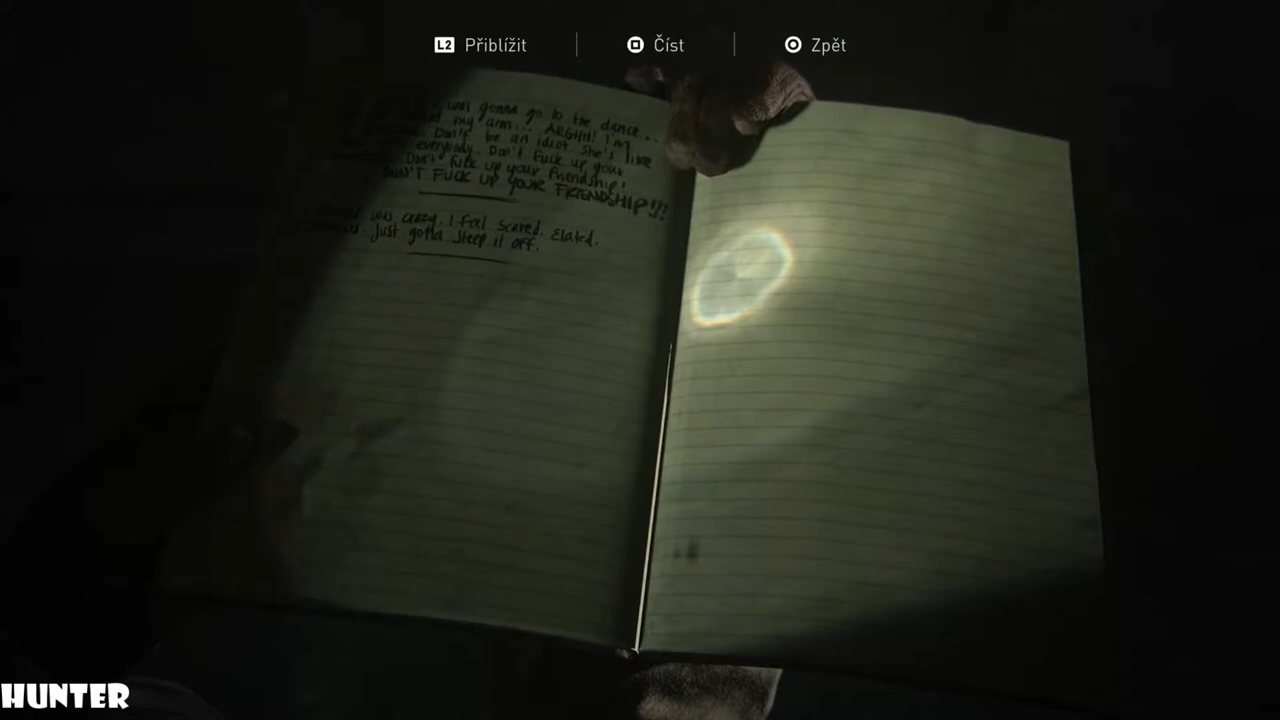 L2 Přiblížit
Číst
Zpět
was gonna go to the dance...
my arm... ARGHH! I'm
Don't be an idiot she's like
everybody. Don't fuck up your
Don't fuck up your friendship!
DON'T FUCK UP YOUR FRIENDSHIP!!?
was crazy. I feel scared. Elated.
Just gotta sleep it off.
HUNTER